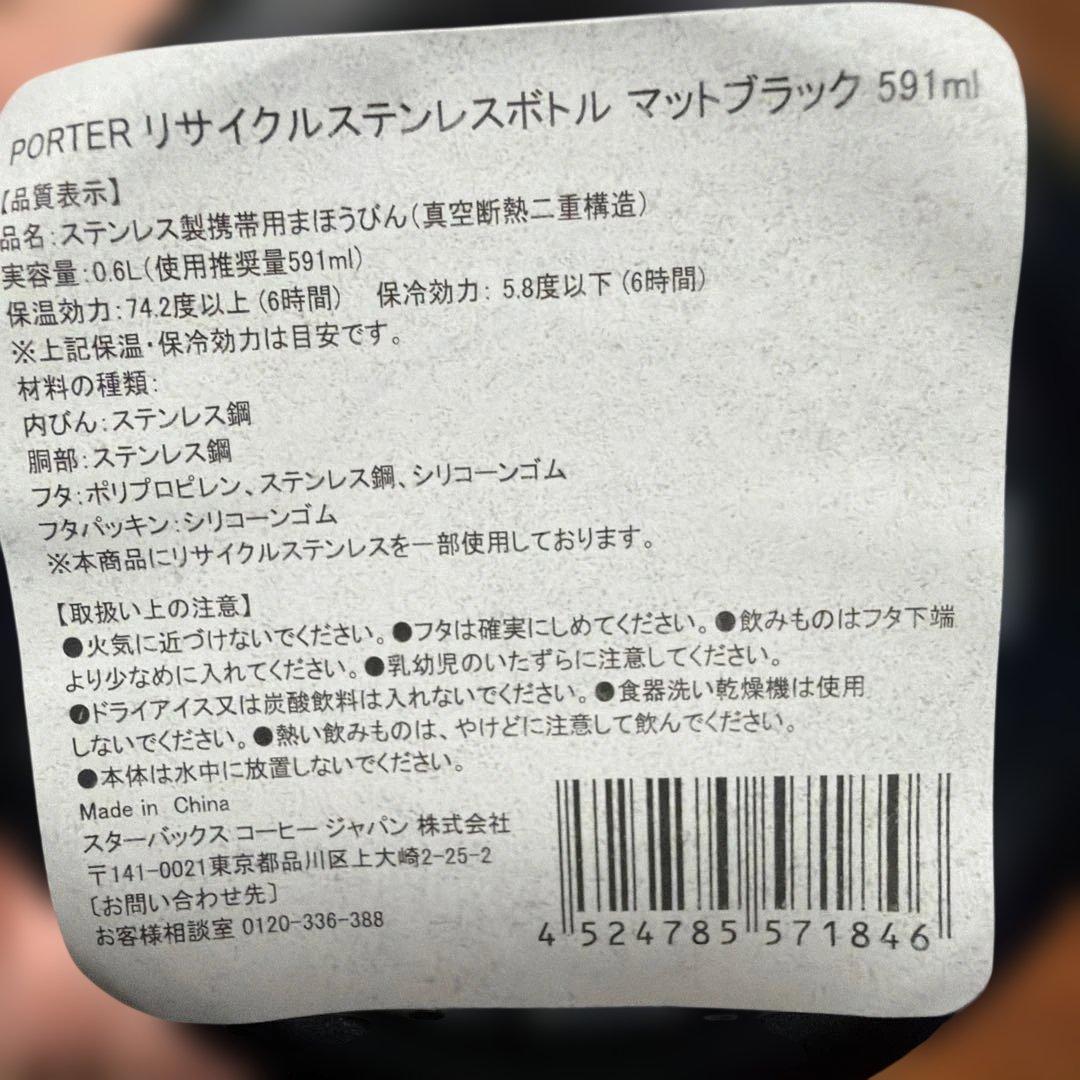 PORTER リサイクルステンレスボトル マットブラック 591ml
【品質表示】
品名:ステンレス製携帯用まほうびん(真空断熱二重構造)
実容量:0.6L(使用推奨量591ml)
保温効力:74.2度以上(6時間) 保冷効力: 5.8度以下(6時間)
※上記保温・保冷効力は目安です。
材料の種類:
内びん:ステンレス鋼
胴部:ステンレス鋼
フタ:ポリプロピレン、ステンレス鋼、シリコーンゴム
フタパッキン:シリコーンゴム
※本商品にリサイクルステンレスを一部使用しております。
【取扱い上の注意】
●火気に近づけないでください。●フタは確実にしめてください。●飲みものはフタ下端
より少なめに入れてください。●乳幼児のいたずらに注意してください。
●ドライアイス又は炭酸飲料は入れないでください。●食器洗い乾燥機は使用
しないでください。●熱い飲みものは、やけどに注意して飲んでください。
●本体は水中に放置しないでください。
Made in China
スターバックス コーヒー ジャパン 株式会社
〒141-0021東京都品川区上大崎2-25-2
〔お問い合わせ先〕
お客様相談室 0120-336-388
4 524785 571846